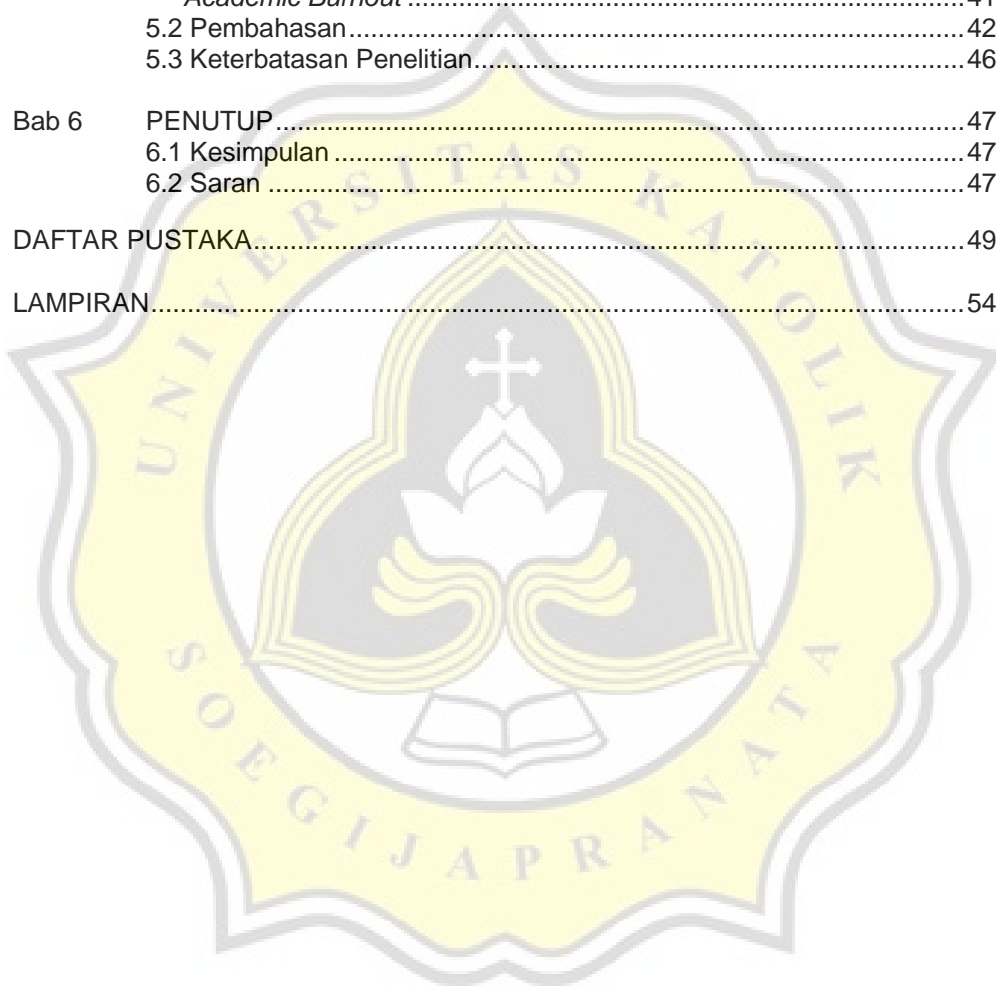 Academic Burnout ........................................................................... 41
5.2 Pembahasan .................................................................................... 42
5.3 Keterbatasan Penelitian ................................................................... 46
Bab 6 PENUTUP .............................................................................................. 47
6.1 Kesimpulan ...................................................................................... 47
6.2 Saran ............................................................................................... 47
DAFTAR PUSTAKA .................................................................................................. 49
LAMPIRAN ............................................................................................................... 54
UNIVERSITAS KATOLIK
SOEGIJAPRANATA